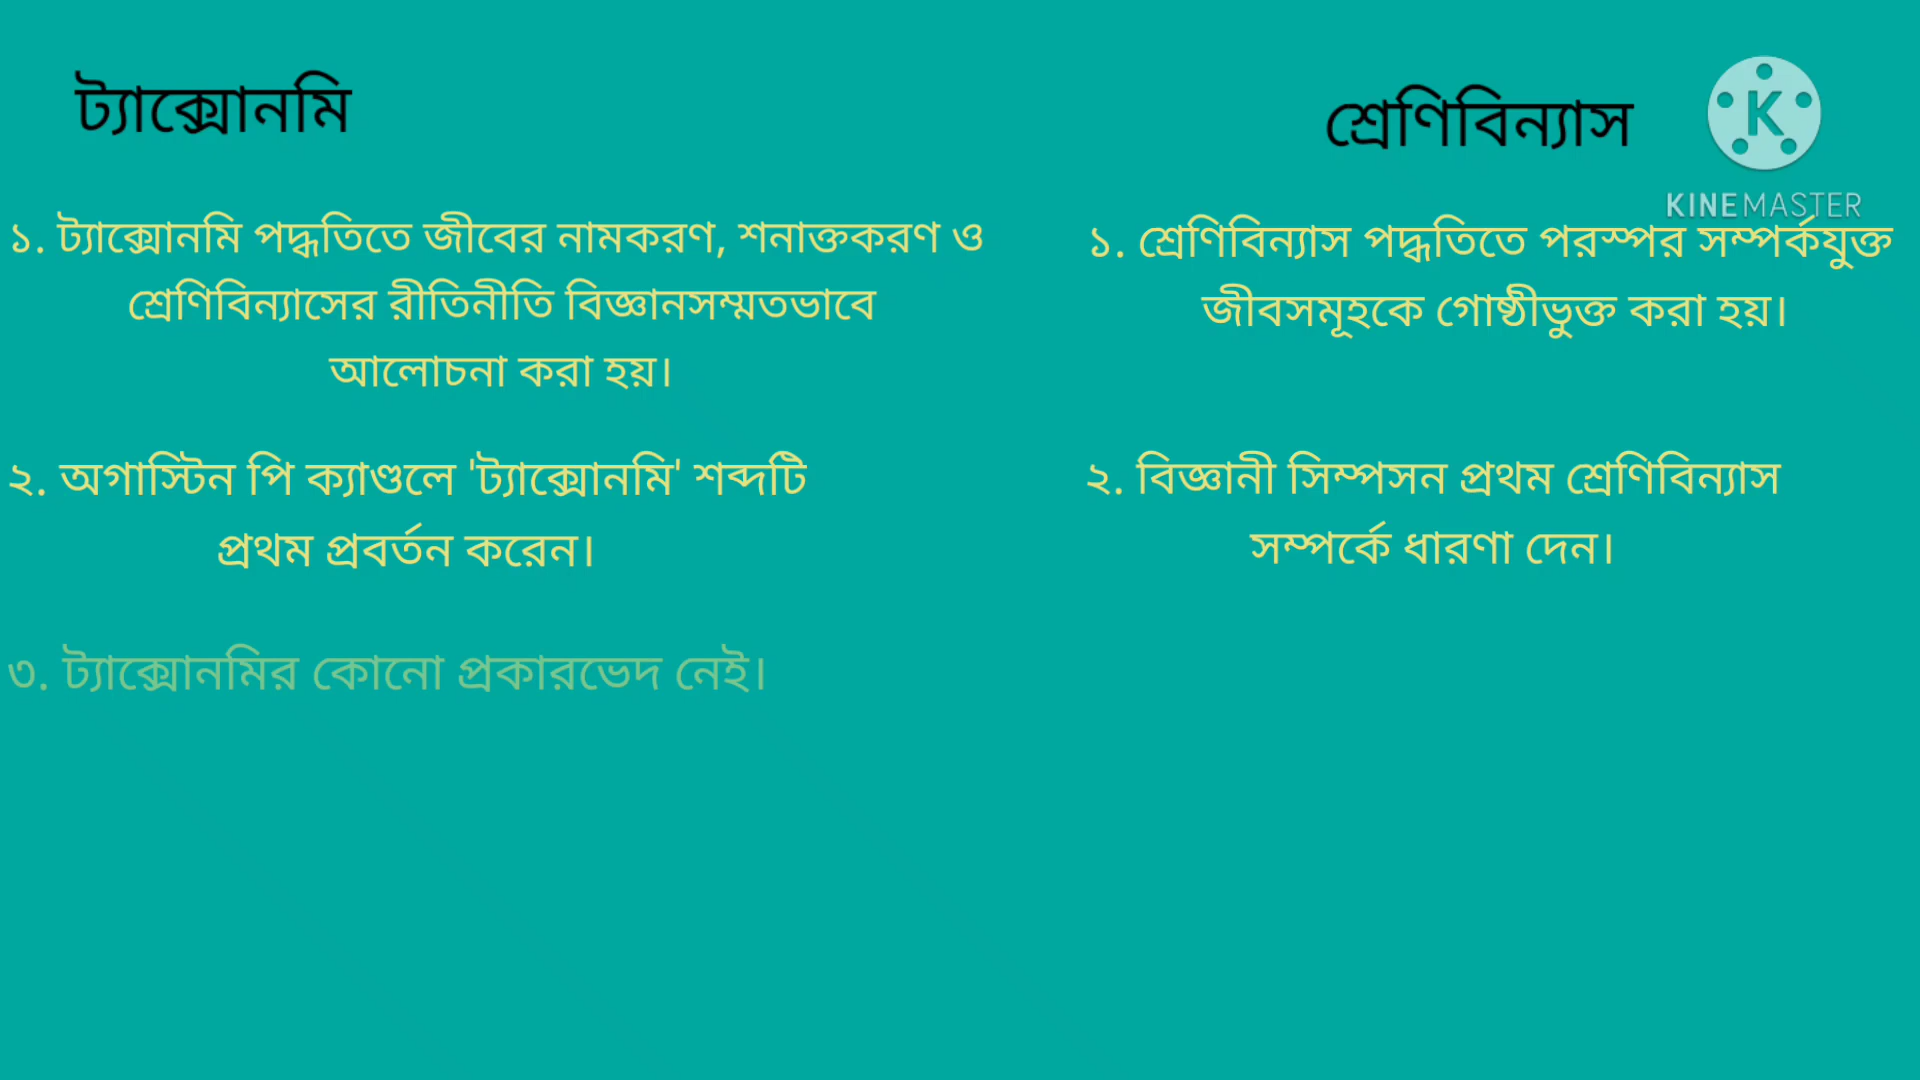 ট্যাক্সোনমি
১. ট্যাক্সোনমি পদ্ধতিতে জীবের নামকরণ, শনাক্তকরণ ও
শ্রেণিবিন্যাসের রীতিনীতি বিজ্ঞানসম্মতভাবে
আলোচনা করা হয়।
২. অগাস্টিন পি ক্যাণ্ডলে 'ট্যাক্সোনমি' শব্দটি
প্রথম প্রবর্তন করেন।
৩. ট্যাক্সোনমির কোনো প্রকারভেদ নেই।
শ্রেণিবিন্যাস
K
KINEMASTER
১. শ্রেণিবিন্যাস পদ্ধতিতে পরস্পর সম্পর্কযুক্ত
জীবসমূহকে গোষ্ঠীভুক্ত করা হয়।
২. বিজ্ঞানী সিম্পসন প্রথম শ্রেণিবিন্যাস
সম্পর্কে ধারণা দেন।